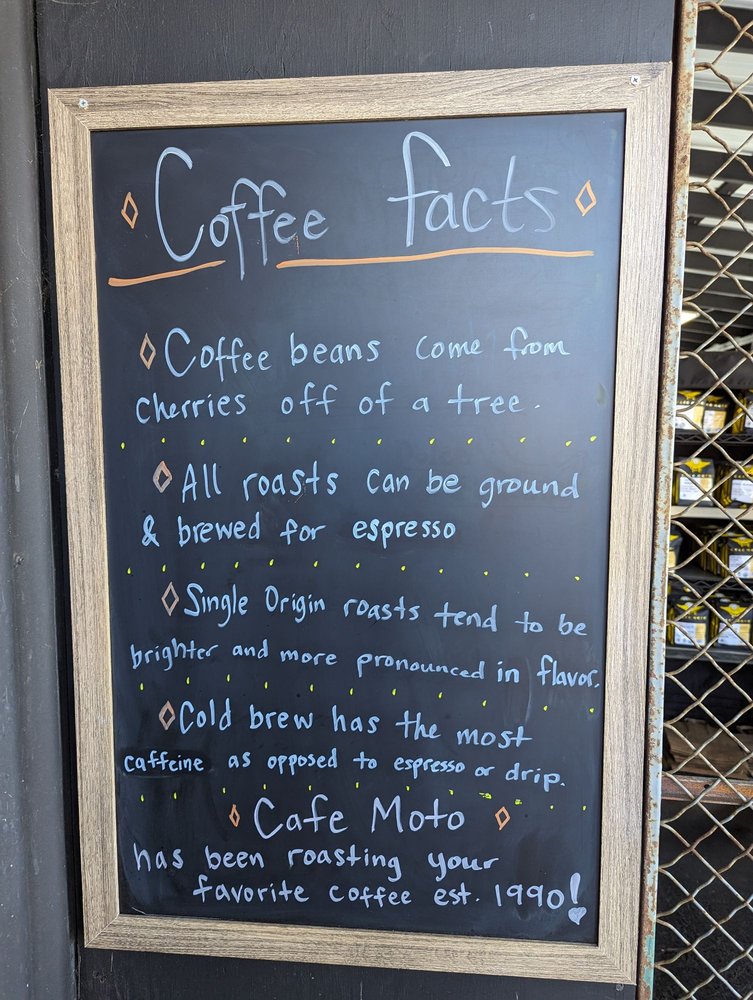 Coffee facts
Coffee beans come from
cherries off of a tree.
All roasts can be ground
& brewed for espresso
Single Origin roasts tend to be
brighter and more pronounced in flavor.
Cold brew has the most
caffeine as opposed to espresso or drip.
Cafe Moto
has been roasting your
favorite coffee est. 1990!